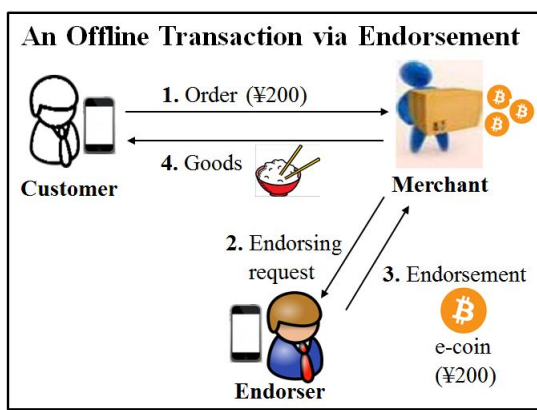 An Offline Transaction via Endorsement
1. Order (¥200)
4. Goods
Customer
Merchant
2. Endorsing
request
3. Endorsement
e-coin
(¥200)
Endorser